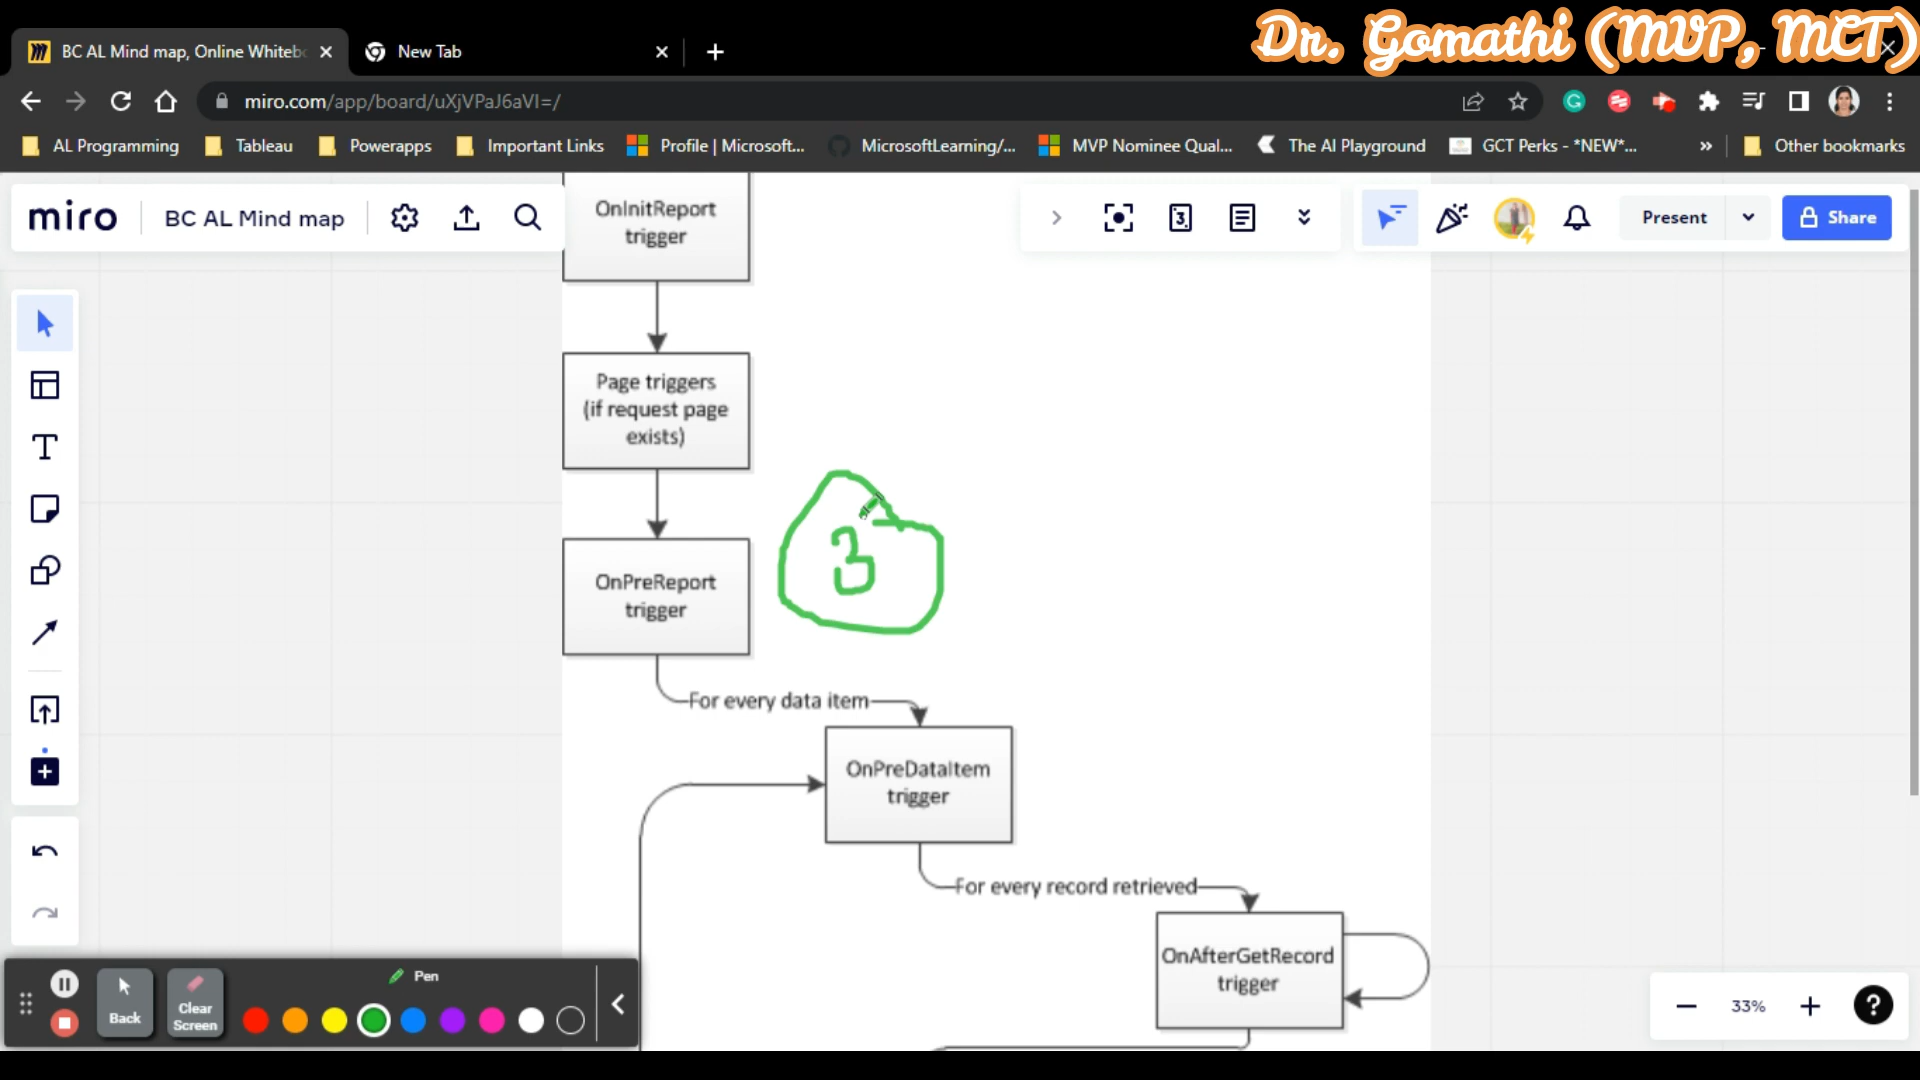 Dr. Gomathi (MVP, MCT)
BC AL Mind map, Online Whitebo
New Tab
miro.com/app/board/uXjVPaJ6aVI=/
AL Programming
Tableau
Powerapps
Important Links
Profile | Microsoft...
MicrosoftLearning/...
MVP Nominee Qual...
The AI Playground
GCT Perks - *NEW*...
»
Other bookmarks
miro
BC AL Mind map
Present
Share
OnInitReport
trigger
Page triggers
(if request page
exists)
3
OnPreReport
trigger
For every data item
OnPreDataItem
trigger
For every record retrieved
OnAfterGetRecord
trigger
Pen
Back
Clear
Screen
33%